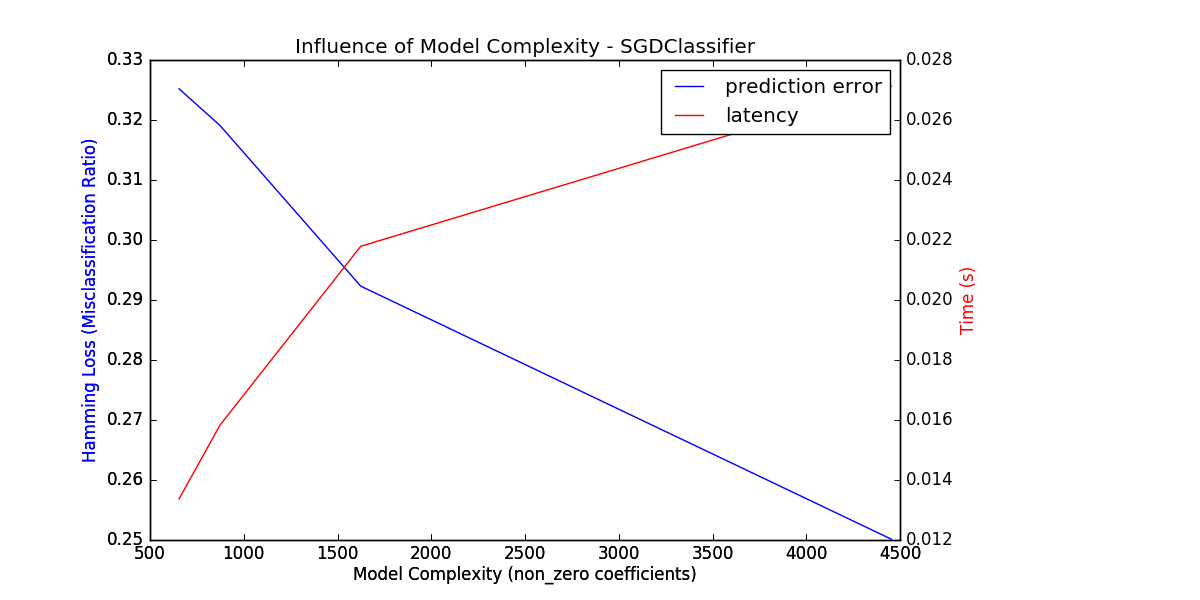 Influence of Model Complexity - SGDClassifier
prediction error
latency
0.33
0.32
0.31
0.30
0.29
0.28
0.27
0.26
0.25
Hamming Loss (Misclassification Ratio)
0.028
0.026
0.024
0.022
0.020
0.018
0.016
0.014
0.012
Time (s)
500 1000 1500 2000 2500 3000 3500 4000 4500
Model Complexity (non_zero coefficients)